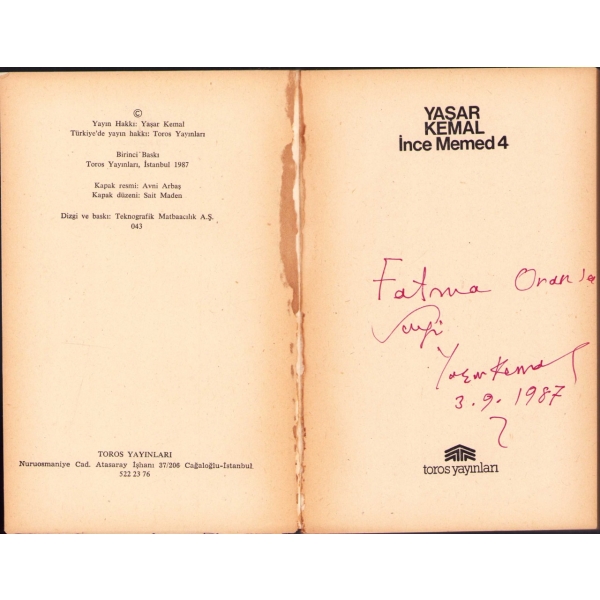 ©
Yayın Hakkı: Yaşar Kemal
Türkiye'de yayın hakkı: Toros Yayınları
Birinci Baskı
Toros Yayınları, İstanbul 1987
Kapak resmi: Avni Arbaş
Kapak düzeni: Sait Maden
Dizgi ve baskı: Teknografik Matbaacılık A.Ş.
043
TOROS YAYINLARI
Nuruosmaniye Cad. Atasaray İşhanı 37/206 Cağaloğlu-İstanbul
522 23 76
YAŞAR
KEMAL
İnce Memed 4
Fatma
Sevgi
Yaşar Kemal
3.9.1987
toros yayınları